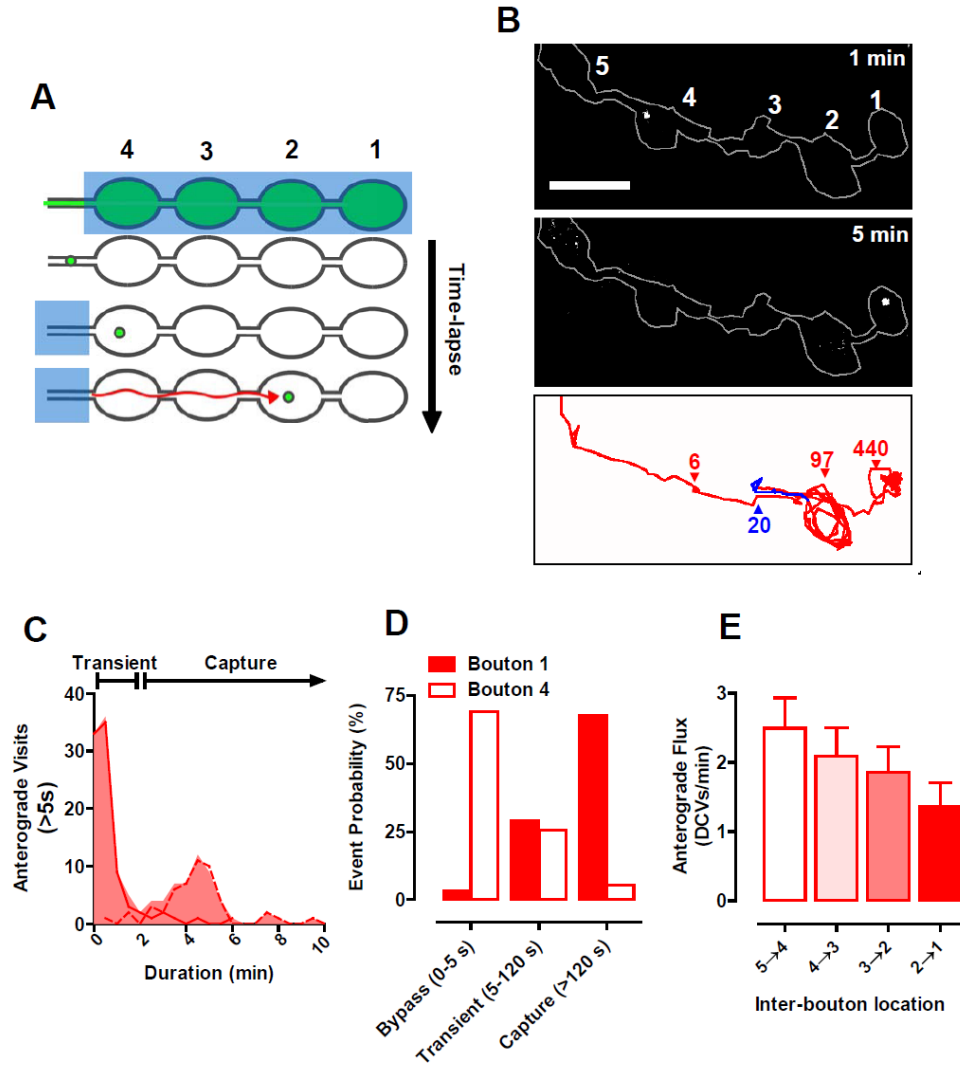 A
4 3 2 1
Time-lapse
B
1 min
5
4
3
2
1
5 min
6
97
440
20
C
Transient Capture
40
30
20
10
0
Anterograde Visits
(>5s)
0 2 4 6 8 10
Duration (min)
D
Bouton 1
Bouton 4
75
50
25
0
Event Probability (%)
Bypass (0-5 s)
Transient (5-120 s)
Capture (>120 s)
E
3
2
1
0
Anterograde Flux
(DCVs/min)
5→4
4→3
3→2
2→1
Inter-bouton location